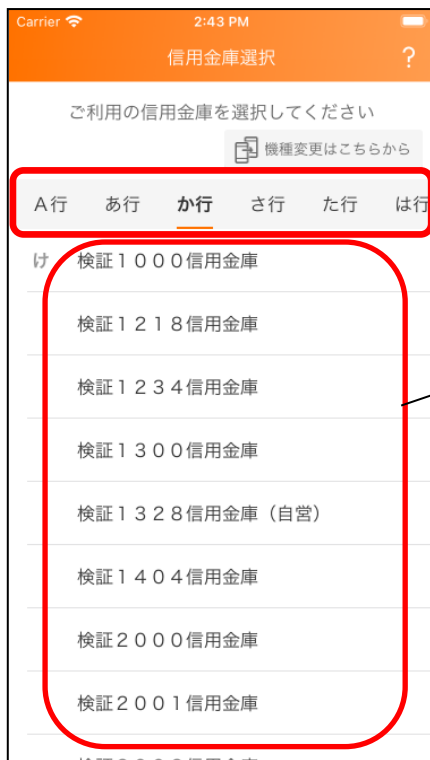 Carrier 2:43 PM
信用金庫選択 ?
ご利用の信用金庫を選択してください
機種変更はこちらから
A行 あ行 か行 さ行 た行 は行
け 検証1000信用金庫
検証1218信用金庫
検証1234信用金庫
検証1300信用金庫
検証1328信用金庫（自営）
検証1404信用金庫
検証2000信用金庫
検証2001信用金庫